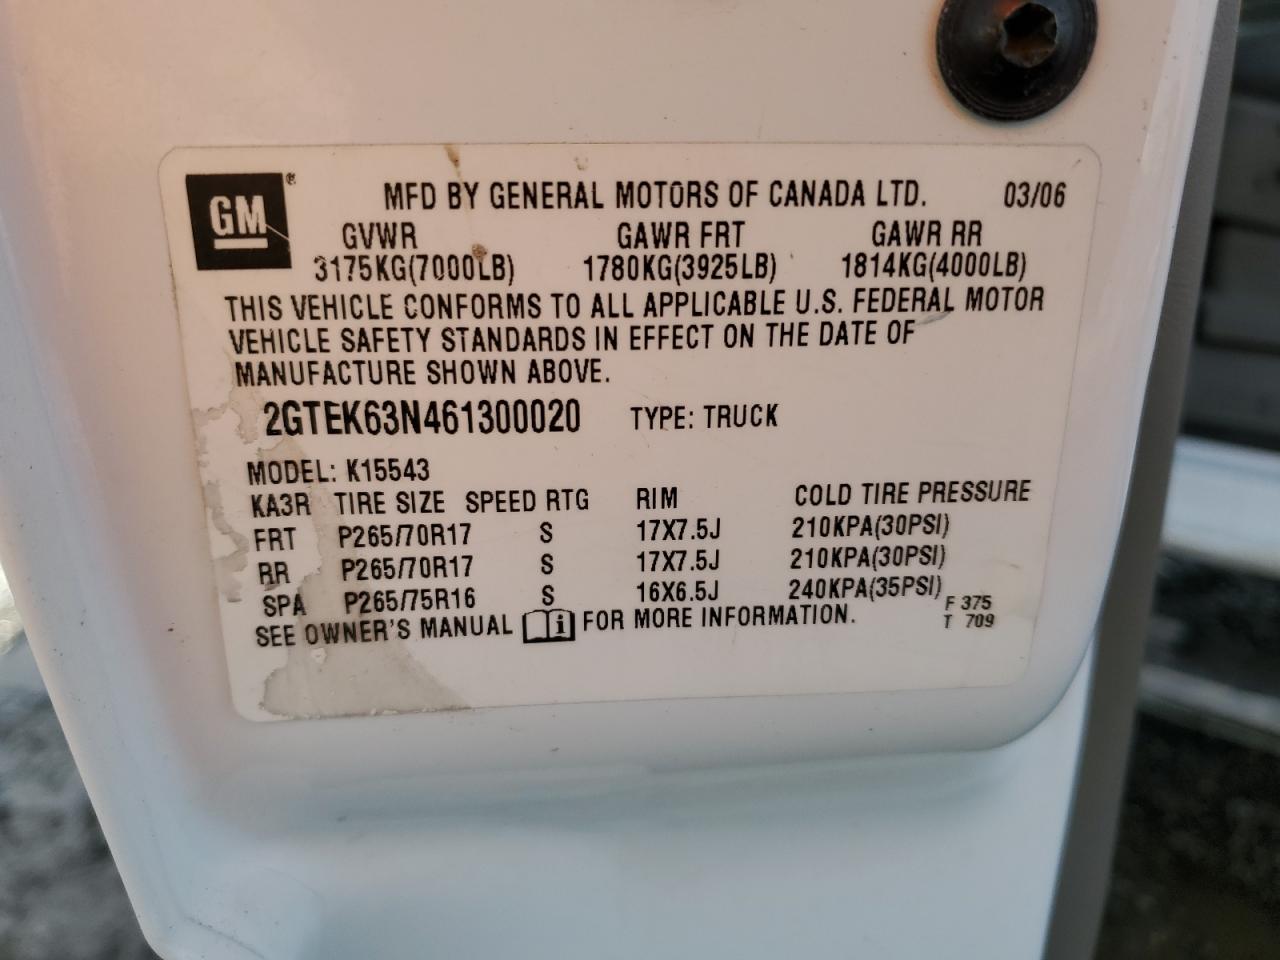 GM®
MFD BY GENERAL MOTORS OF CANADA LTD. 03/06
GVWR GAWR FRT GAWR RR
3175KG(7000LB) 1780KG(3925LB) 1814KG(4000LB)
THIS VEHICLE CONFORMS TO ALL APPLICABLE U.S. FEDERAL MOTOR
VEHICLE SAFETY STANDARDS IN EFFECT ON THE DATE OF
MANUFACTURE SHOWN ABOVE.
2GTEK63N461300020 TYPE: TRUCK
MODEL: K15543
KA3R TIRE SIZE SPEED RTG RIM COLD TIRE PRESSURE
FRT P265/70R17 S 17X7.5J 210KPA(30PSI)
RR P265/70R17 S 17X7.5J 210KPA(30PSI)
SPA P265/75R16 S 16X6.5J 240KPA(35PSI)
SEE OWNER'S MANUAL i FOR MORE INFORMATION.
F 375
T 709